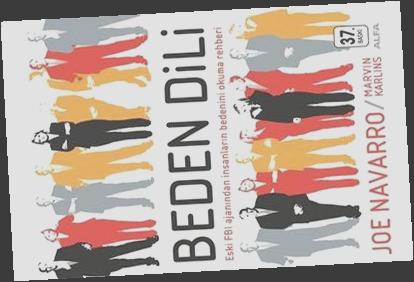 BEDEN DiLi
Eski FBI ajanından insanların bedenini okuma rehberi
37.
BASKI
ALFA
JOE NAVARRO/MARVIN
KARLINS